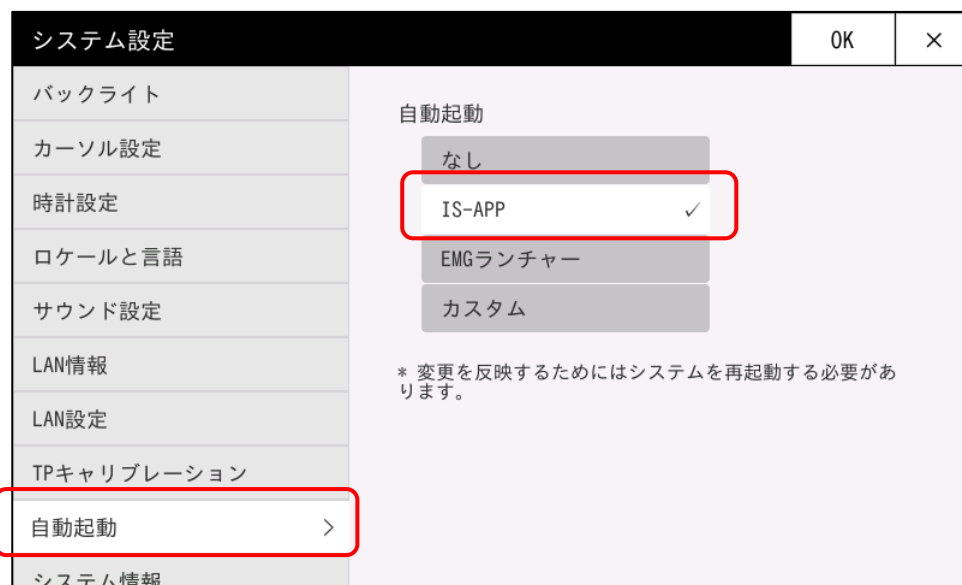 システム設定
OK
×
バックライト
カーソル設定
時計設定
ロケールと言語
サウンド設定
LAN情報
LAN設定
TPキャリブレーション
自動起動 >
システム情報
自動起動
なし
IS-APP ✓
EMGランチャー
カスタム
* 変更を反映するためにはシステムを再起動する必要があ
ります。